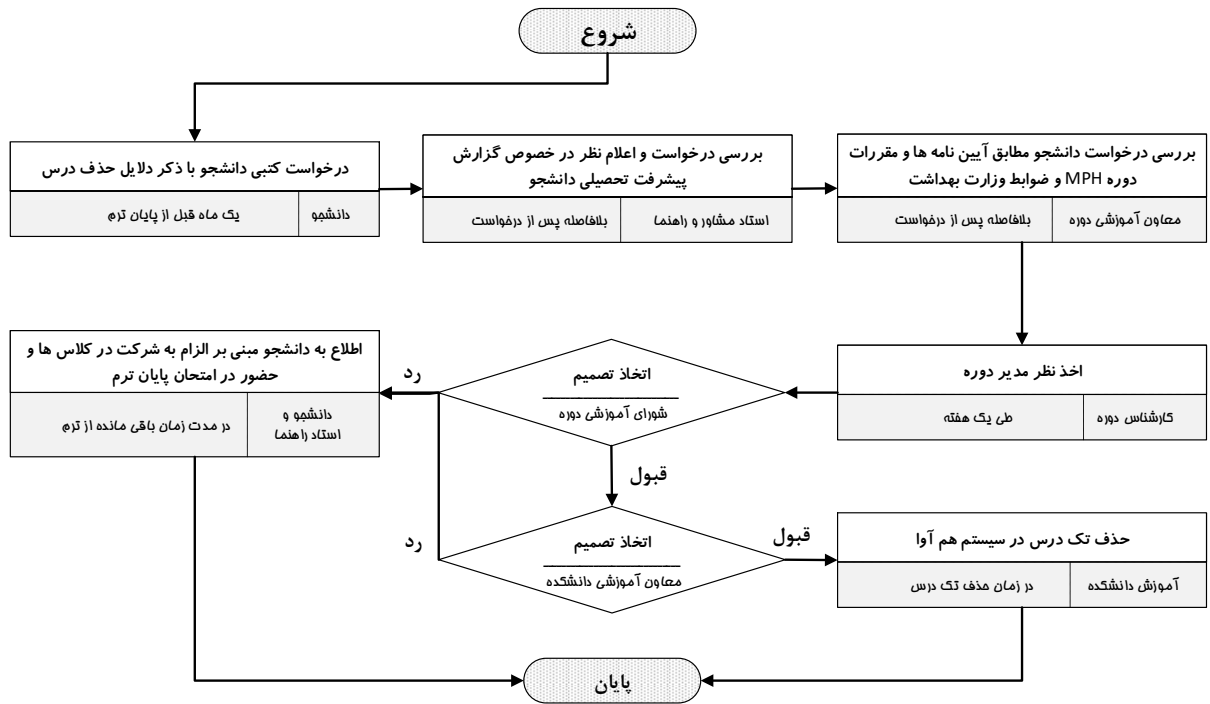 شروع
درخواست کتبی دانشجو با ذکر دلایل حذف درس
دانشجو
یک ماه قبل از پایان ترم
بررسی درخواست و اعلام نظر در خصوص گزارش
پیشرفت تحصیلی دانشجو
استاد مشاور و راهنما
بلافاصله پس از درخواست
بررسی درخواست دانشجو مطابق آیین نامه ها و مقررات
دوره MPH و ضوابط وزارت بهداشت
معاون آموزشی دوره
بلافاصله پس از درخواست
اخذ نظر مدیر دوره
کارشناس دوره
طی یک هفته
اتخاذ تصمیم
شورای آموزشی دوره
رد
قبول
اطلاع به دانشجو مبنی بر الزام به شرکت در کلاس ها و
حضور در امتحان پایان ترم
دانشجو و
استاد راهنما
در مدت زمان باقی مانده از ترم
اتخاذ تصمیم
معاون آموزشی دانشکده
رد
قبول
حذف تک درس در سیستم هم آوا
آموزش دانشکده
در زمان حذف تک درس
پایان